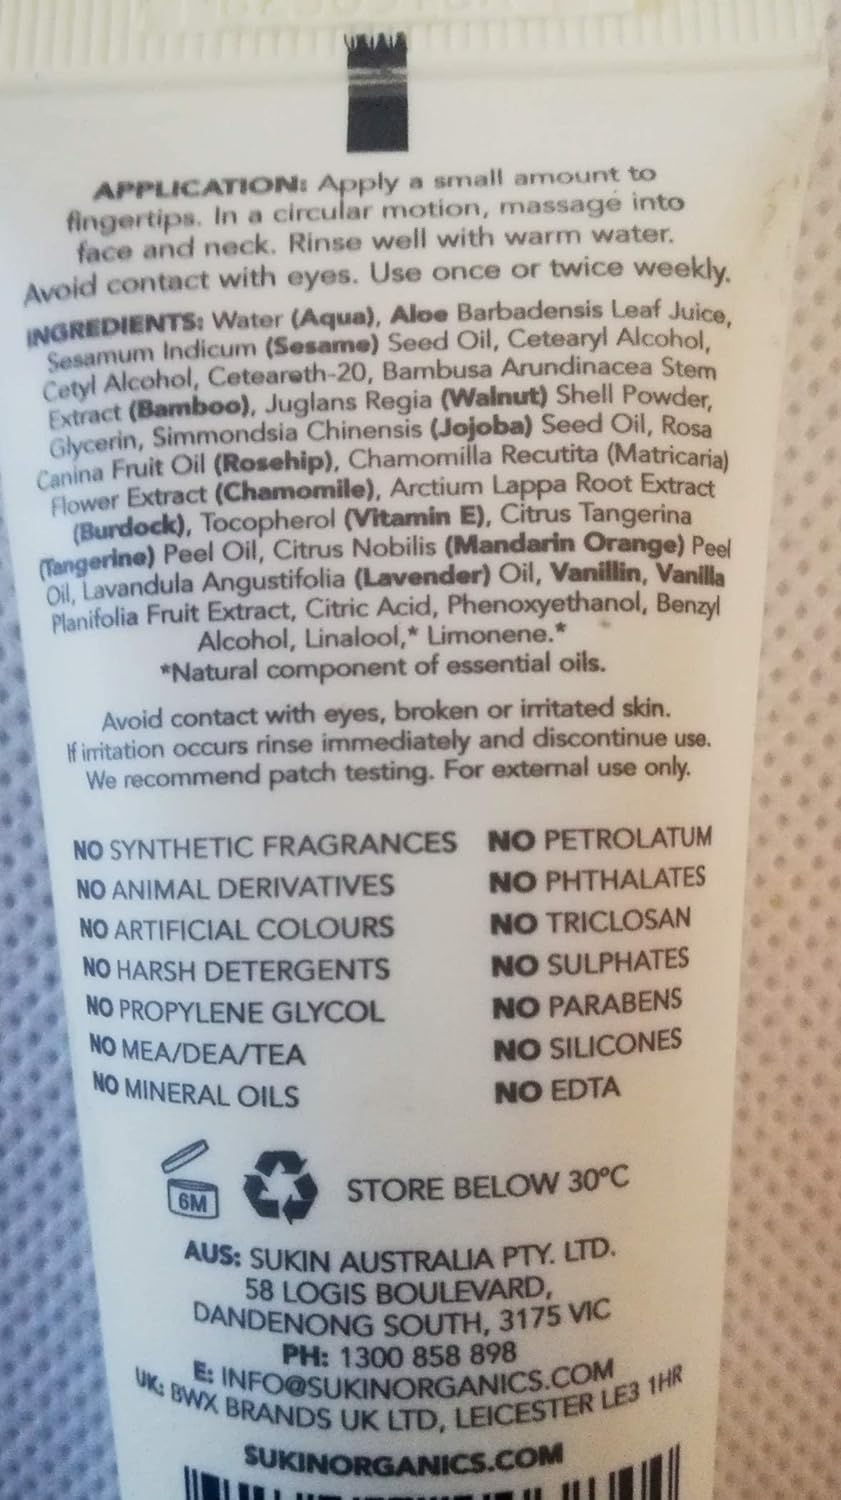 APPLICATION: Apply a small amount to
fingertips. In a circular motion, massage into
face and neck. Rinse well with warm water.
Avoid contact with eyes. Use once or twice weekly.
INGREDIENTS: Water (Aqua), Aloe Barbadensis Leaf Juice,
Sesamum Indicum (Sesame) Seed Oil, Cetearyl Alcohol,
Cetyl Alcohol, Ceteareth-20, Bambusa Arundinacea Stem
Extract (Bamboo), Juglans Regia (Walnut) Shell Powder,
Glycerin, Simmondsia Chinensis (Jojoba) Seed Oil, Rosa
Canina Fruit Oil (Rosehip), Chamomilla Recutita (Matricaria)
Flower Extract (Chamomile), Arctium Lappa Root Extract
(Burdock), Tocopherol (Vitamin E), Citrus Tangerina
(Tangerine) Peel Oil, Citrus Nobilis (Mandarin Orange) Peel
Oil, Lavandula Angustifolia (Lavender) Oil, Vanillin, Vanilla
Planifolia Fruit Extract, Citric Acid, Phenoxyethanol, Benzyl
Alcohol, Linalool,* Limonene.*
*Natural component of essential oils.
Avoid contact with eyes, broken or irritated skin.
If irritation occurs rinse immediately and discontinue use.
We recommend patch testing. For external use only.
NO SYNTHETIC FRAGRANCES NO PETROLATUM
NO ANIMAL DERIVATIVES NO PHTHALATES
NO ARTIFICIAL COLOURS NO TRICLOSAN
NO HARSH DETERGENTS NO SULPHATES
NO PROPYLENE GLYCOL NO PARABENS
NO MEA/DEA/TEA NO SILICONES
NO MINERAL OILS NO EDTA
6M STORE BELOW 30°C
AUS: SUKIN AUSTRALIA PTY. LTD.
58 LOGIS BOULEVARD,
DANDENONG SOUTH, 3175 VIC
PH: 1300 858 898
E: INFO@SUKINORGANICS.COM
UK: BWX BRANDS UK LTD, LEICESTER LE3 1HR
SUKINORGANICS.COM